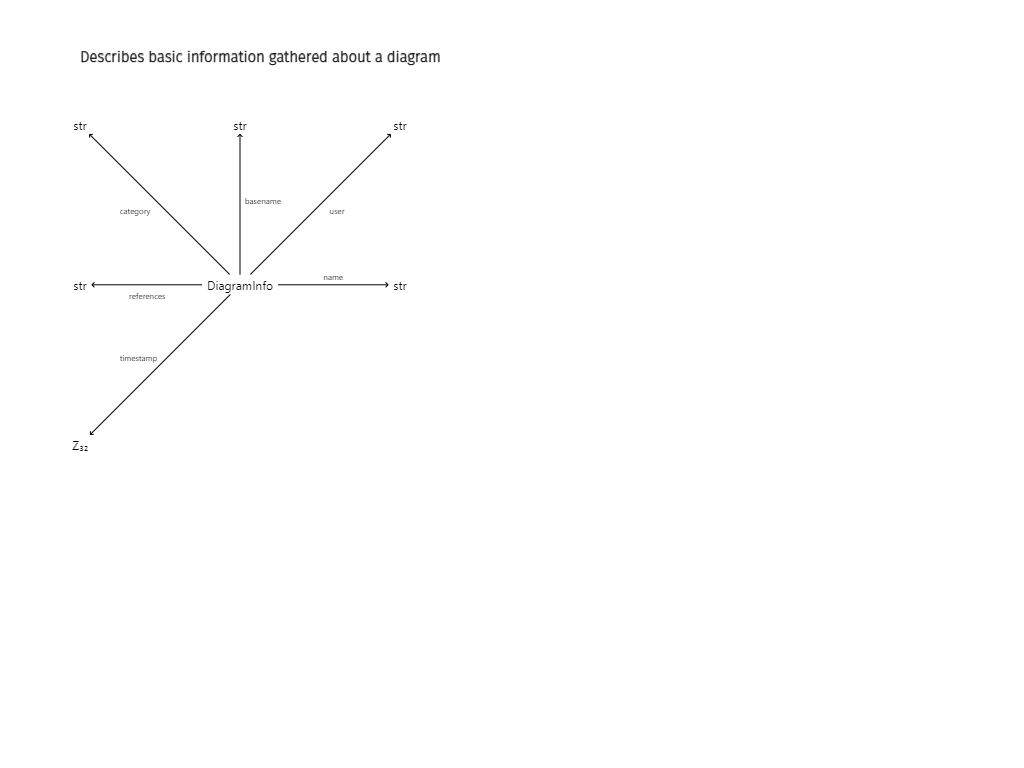 Describes basic information gathered about a diagram
str
str
str
basename
category
user
name
str
DiagramInfo
str
references
timestamp
Z₃₂